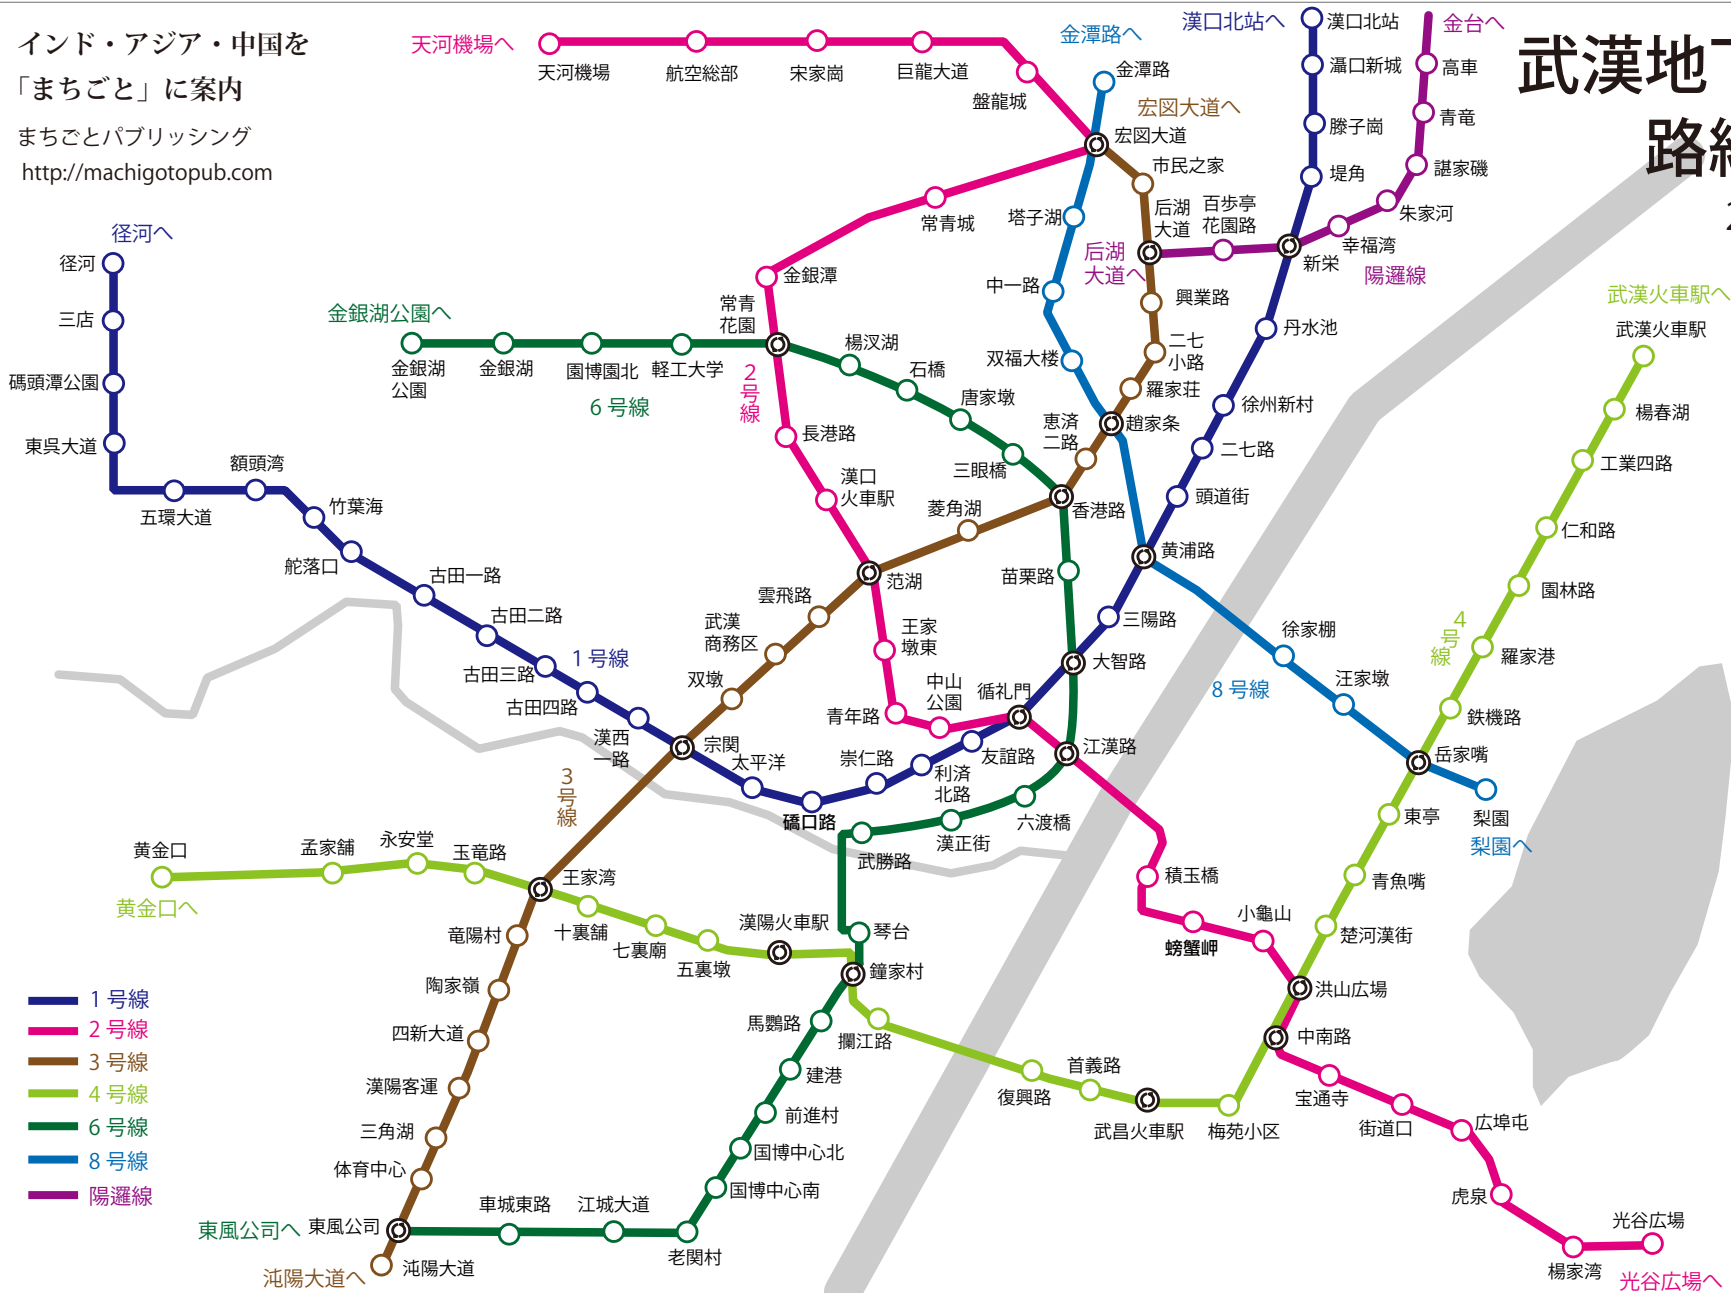 インド・アジア・中国を
「まちごと」に案内
まちごとパブリッシング
http://machigotopub.com
武漢地
路
天河機場へ
天河機場
航空総部
宋家崗
巨龍大道
盤龍城
金潭路へ
金潭路
宏図大道へ
宏図大道
市民之家
漢口北站へ
漢口北站
灄口新城
滕子崗
堤角
金台へ
高車
青竜
諶家磯
朱家河
幸福湾
陽邏線
新栄
百歩亭
花園路
后湖
大道
后湖
大道へ
塔子湖
常青城
中一路
興業路
双福大楼
二七
小路
羅家荘
趙家条
恵済
二路
丹水池
徐州新村
二七路
頭道街
黄浦路
三陽路
径河へ
径河
三店
碼頭潭公園
東呉大道
五環大道
額頭湾
竹葉海
舵落口
古田一路
古田二路
古田三路
古田四路
1 号線
漢西
一路
宗関
太平洋
礄口路
崇仁路
利済
北路
友誼路
循礼門
大智路
江漢路
金銀湖公園へ
金銀湖
公園
金銀湖
園博園北
軽工大学
6 号線
常青
花園
金銀潭
楊汊湖
石橋
唐家墩
三眼橋
香港路
苗栗路
2
号
線
長港路
漢口
火車駅
范湖
菱角湖
雲飛路
武漢
商務区
双墩
王家
墩東
青年路
中山
公園
六渡橋
漢正街
武勝路
琴台
鐘家村
3
号
線
黄金口
黄金口へ
孟家舗
永安堂
玉竜路
王家湾
十裏舗
七裏廟
五裏墩
漢陽火車駅
竜陽村
陶家嶺
四新大道
漢陽客運
三角湖
体育中心
東風公司へ
東風公司
沌陽大道へ
沌陽大道
車城東路
江城大道
老関村
国博中心南
国博中心北
前進村
建港
馬鸚路
攔江路
復興路
首義路
武昌火車駅
梅苑小区
中南路
洪山広場
楚河漢街
青魚嘴
東亭
岳家嘴
梨園
梨園へ
汪家墩
徐家棚
8 号線
武漢火車駅へ
武漢火車駅
楊春湖
工業四路
仁和路
園林路
4
号
線
羅家港
鉄機路
積玉橋
螃蟹岬
小龜山
宝通寺
街道口
広埠屯
虎泉
楊家湾
光谷広場
光谷広場へ
1 号線
2 号線
3 号線
4 号線
6 号線
8 号線
陽邏線